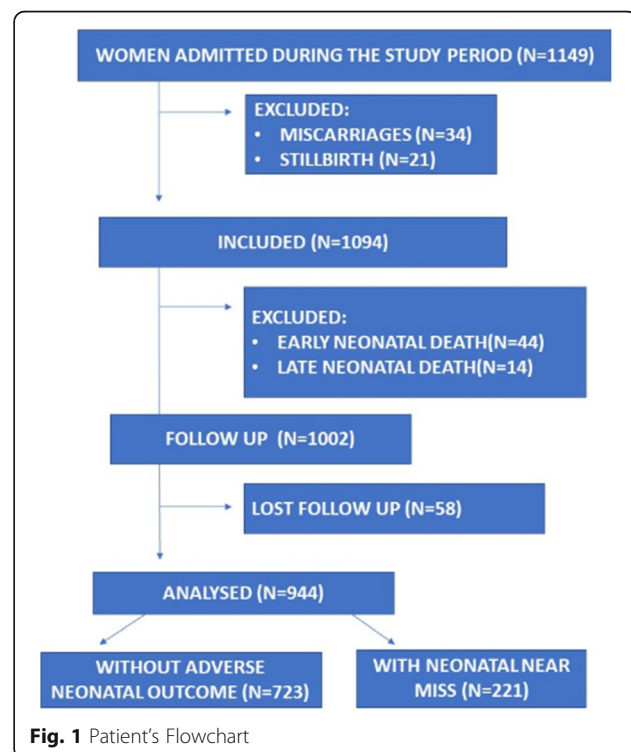 WOMEN ADMITTED DURING THE STUDY PERIOD (N=1149)
EXCLUDED:
• MISCARRIAGES (N=34)
• STILLBIRTH (N=21)
INCLUDED (N=1094)
EXCLUDED:
• EARLY NEONATAL DEATH(N=44)
• LATE NEONATAL DEATH(N=14)
FOLLOW UP (N=1002)
LOST FOLLOW UP (N=58)
ANALYSED (N=944)
WITHOUT ADVERSE
NEONATAL OUTCOME (N=723)
WITH NEONATAL NEAR
MISS (N=221)
Fig. 1 Patient's Flowchart